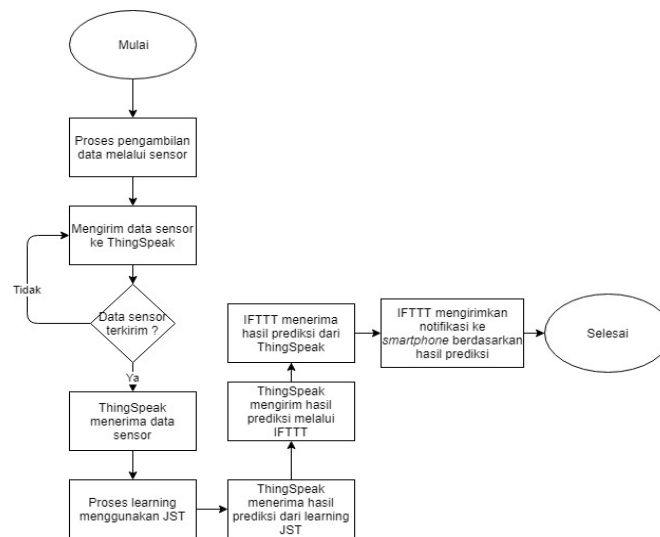 Mulai
Proses pengambilan
data melalui sensor
Mengirim data sensor
ke ThingSpeak
Tidak
Data sensor
terkirim ?
Ya
ThingSpeak
menerima data
sensor
Proses learning
menggunakan JST
ThingSpeak
menerima hasil
prediksi dari learning
JST
ThingSpeak
mengirim hasil
prediksi melalui
IFTTT
IFTTT menerima
hasil prediksi dari
ThingSpeak
IFTTT mengirimkan
notifikasi ke
smartphone berdasarkan
hasil prediksi
Selesai